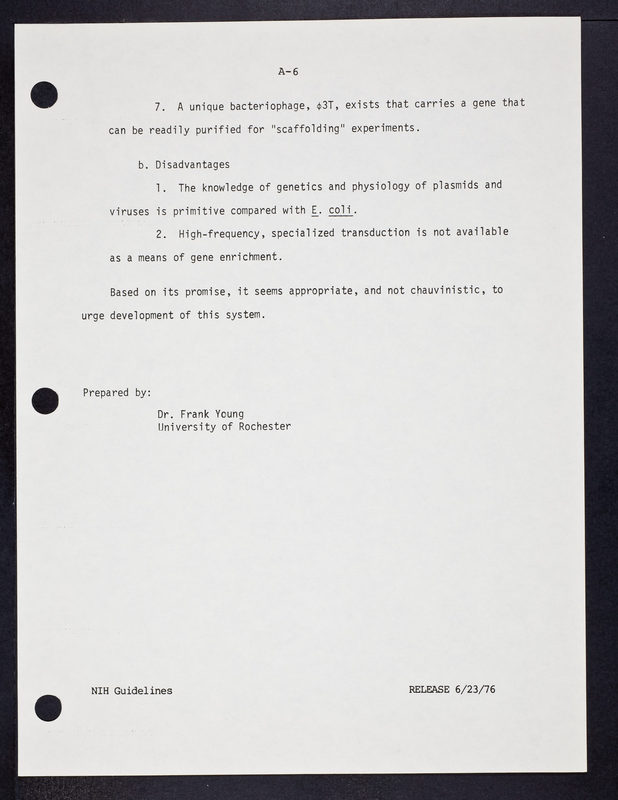 A-6
7. A unique bacteriophage, φ3T, exists that carries a gene that
can be readily purified for "scaffolding" experiments.
b. Disadvantages
1. The knowledge of genetics and physiology of plasmids and
viruses is primitive compared with E. coli.
2. High-frequency, specialized transduction is not available
as a means of gene enrichment.
Based on its promise, it seems appropriate, and not chauvinistic, to
urge development of this system.
Prepared by:
Dr. Frank Young
University of Rochester
NIH Guidelines RELEASE 6/23/76